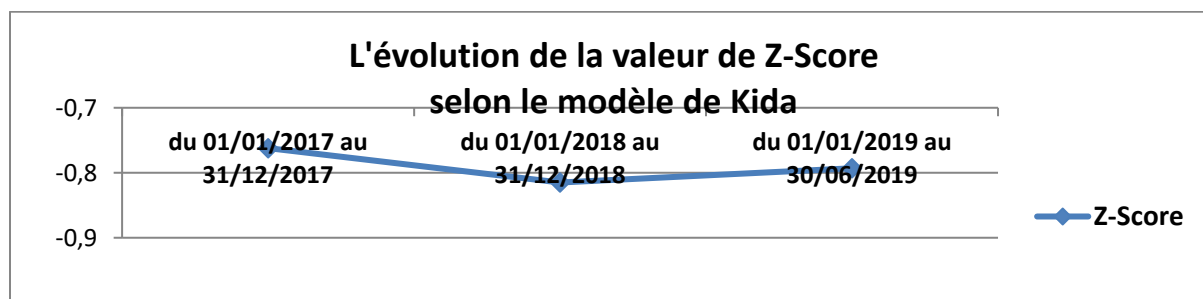 L'évolution de la valeur de Z-Score
selon le modèle de Kida
-0,7
du 01/01/2017 au
31/12/2017
du 01/01/2018 au
31/12/2018
du 01/01/2019 au
30/06/2019
-0,8
-0,9
Z-Score